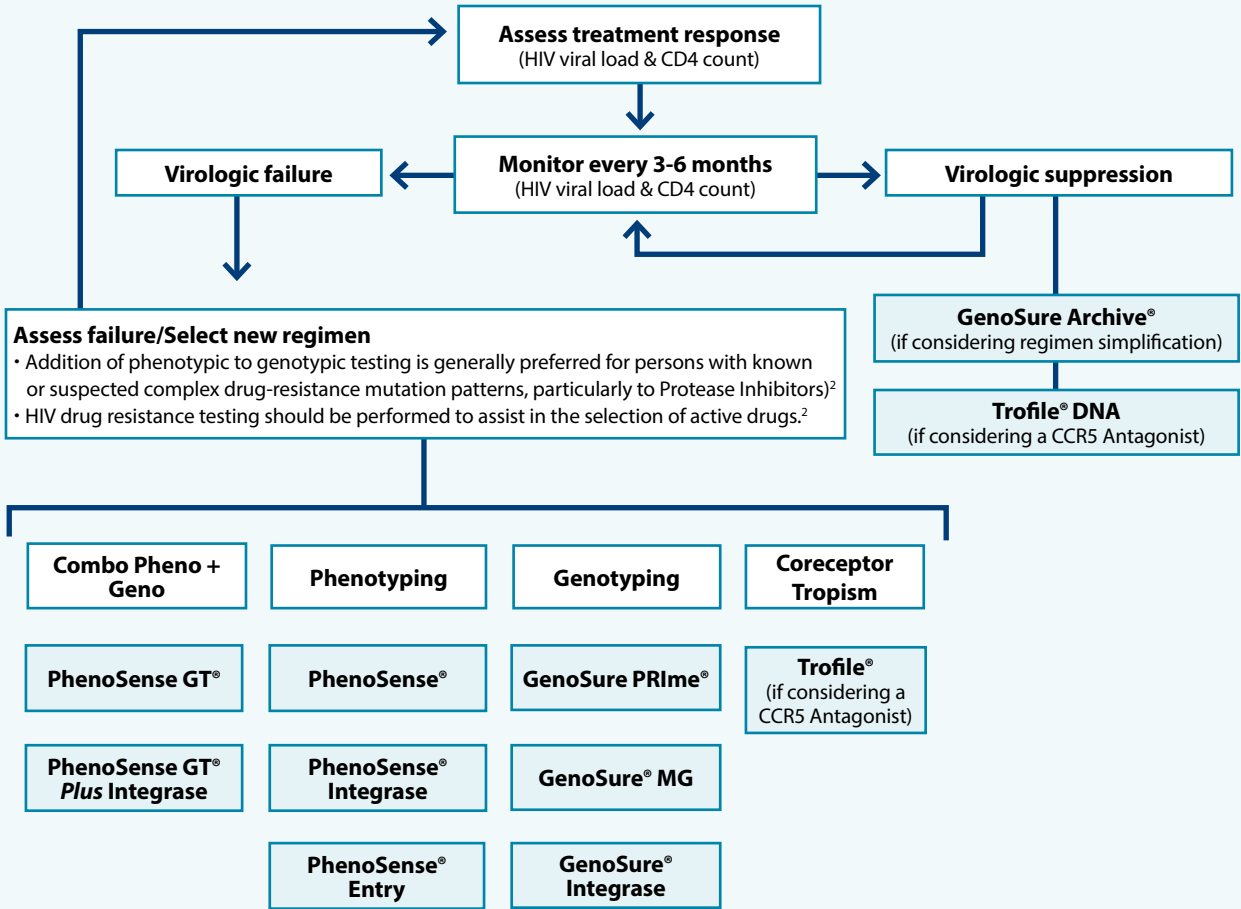 Assess treatment response
(HIV viral load & CD4 count)
Virologic failure
Monitor every 3-6 months
(HIV viral load & CD4 count)
Virologic suppression
Assess failure/Select new regimen
• Addition of phenotypic to genotypic testing is generally preferred for persons with known
or suspected complex drug-resistance mutation patterns, particularly to Protease Inhibitors)²
• HIV drug resistance testing should be performed to assist in the selection of active drugs.²
GenoSure Archive®
(if considering regimen simplification)
Trofile® DNA
(if considering a CCR5 Antagonist)
Combo Pheno +
Geno
PhenoSense GT®
PhenoSense GT®
Plus Integrase
Phenotyping
PhenoSense®
PhenoSense®
Integrase
PhenoSense®
Entry
Genotyping
GenoSure PRIme®
GenoSure® MG
GenoSure®
Integrase
Coreceptor
Tropism
Trofile®
(if considering a
CCR5 Antagonist)